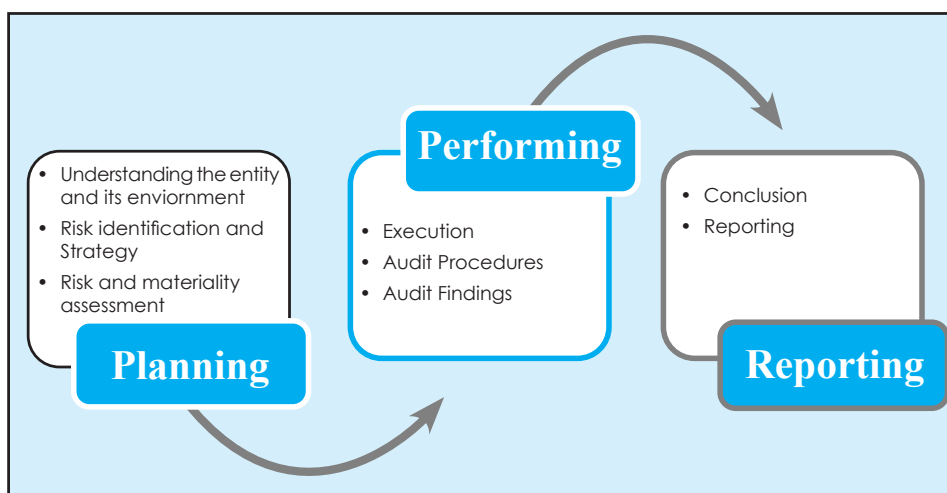 • Understanding the entity
and its enviornment
• Risk identification and
Strategy
• Risk and materiality
assessment
Planning
Performing
• Execution
• Audit Procedures
• Audit Findings
• Conclusion
• Reporting
Reporting